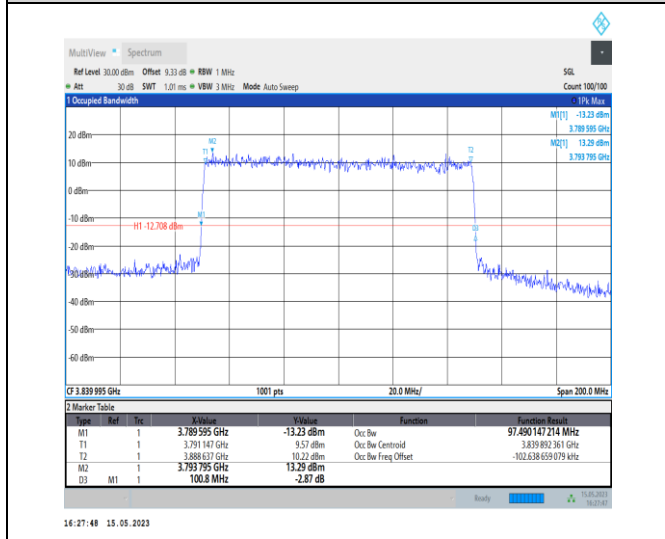 MultiView Spectrum
Ref Level 30.00 dBm Offset 9.33 dB RBW 1 MHz SGL
Att 30 dB SWT 1.01 ms VBW 3 MHz Mode Auto Sweep Count 100/100
1 Occupied Bandwidth 1Pk Max
M1[1] -13.23 dBm
3.789 595 GHz
M2[1] 13.29 dBm
3.793 795 GHz
20 dBm
M2
T1
T2
10 dBm
0 dBm
-10 dBm
M1
H1 -12.708 dBm
D3
-20 dBm
-30 dBm
-40 dBm
-50 dBm
-60 dBm
CF 3.839 995 GHz 1001 pts 20.0 MHz/ Span 200.0 MHz
2 Marker Table
Type Ref Trc X-Value Y-Value Function Function Result
M1 1 3.789 595 GHz -13.23 dBm Occ Bw 97.490 147 214 MHz
T1 1 3.791 147 GHz 9.57 dBm Occ Bw Centroid 3.839 892 361 GHz
T2 1 3.888 637 GHz 10.22 dBm Occ Bw Freq Offset -102.638 659 079 kHz
M2 1 3.793 795 GHz 13.29 dBm
D3 M1 1 100.8 MHz -2.87 dB
Ready 15.05.2023
16:27:47
16:27:48 15.05.2023